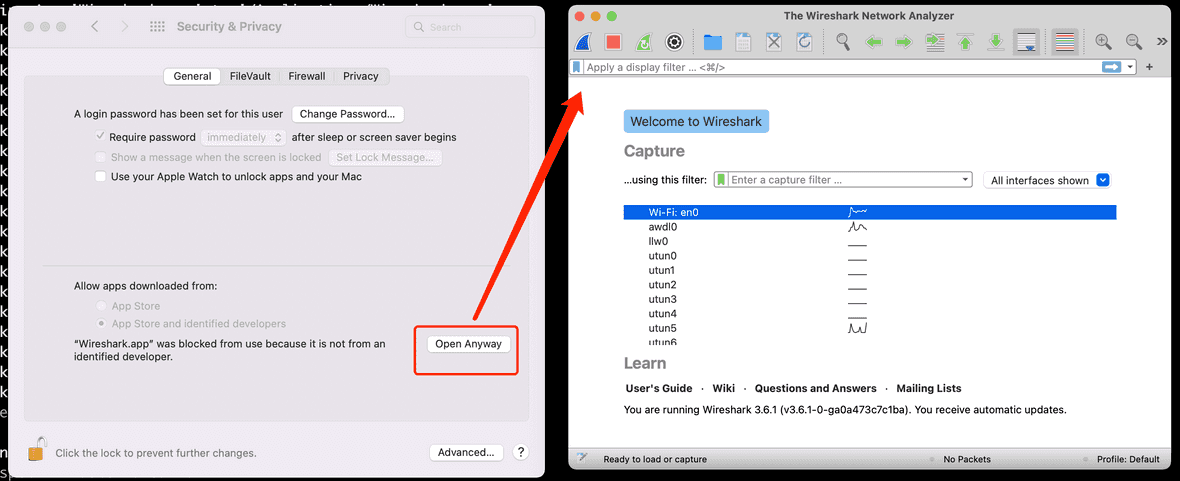 Security & Privacy
Search
General
FileVault
Firewall
Privacy
A login password has been set for this user
Change Password...
Require password
immediately
after sleep or screen saver begins
Show a message when the screen is locked
Set Lock Message...
Use your Apple Watch to unlock apps and your Mac
Allow apps downloaded from:
App Store
App Store and identified developers
“Wireshark.app” was blocked from use because it is not from an
identified developer.
Open Anyway
Click the lock to prevent further changes.
Advanced...
?
The Wireshark Network Analyzer
Apply a display filter ... <⌘/>
+
Welcome to Wireshark
Capture
...using this filter:
Enter a capture filter ...
All interfaces shown
Wi-Fi: en0
awdl0
llw0
utun0
utun1
utun2
utun3
utun4
utun5
utun6
Learn
User's Guide · Wiki · Questions and Answers · Mailing Lists
You are running Wireshark 3.6.1 (v3.6.1-0-ga0a473c7c1ba). You receive automatic updates.
Ready to load or capture
No Packets
Profile: Default